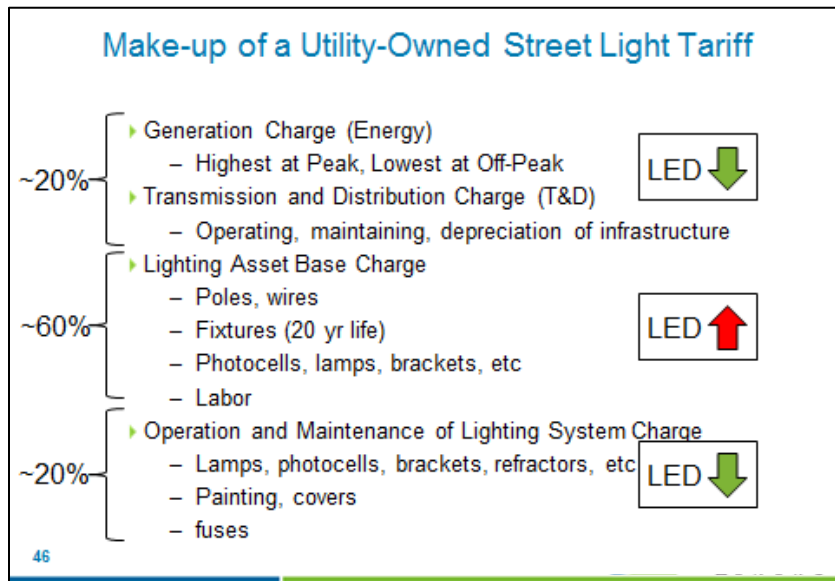 Make-up of a Utility-Owned Street Light Tariff
~20%
Generation Charge (Energy)
– Highest at Peak, Lowest at Off-Peak
Transmission and Distribution Charge (T&D)
– Operating, maintaining, depreciation of infrastructure
LED
~60%
Lighting Asset Base Charge
– Poles, wires
– Fixtures (20 yr life)
– Photocells, lamps, brackets, etc
– Labor
LED
~20%
Operation and Maintenance of Lighting System Charge
– Lamps, photocells, brackets, refractors, etc
– Painting, covers
– fuses
LED
46